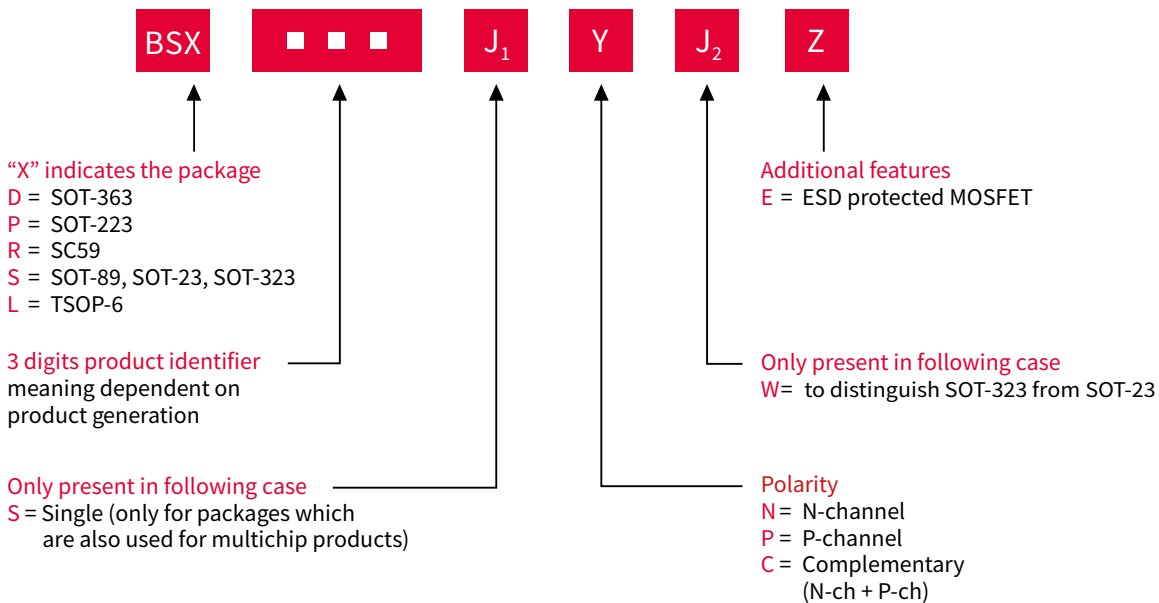 BSX
J1
Y
J2
Z
“X” indicates the package
D = SOT-363
P = SOT-223
R = SC59
S = SOT-89, SOT-23, SOT-323
L = TSOP-6
Additional features
E = ESD protected MOSFET
3 digits product identifier
meaning dependent on
product generation
Only present in following case
W= to distinguish SOT-323 from SOT-23
Only present in following case
S = Single (only for packages which
are also used for multichip products)
Polarity
N = N-channel
P = P-channel
C = Complementary
(N-ch + P-ch)